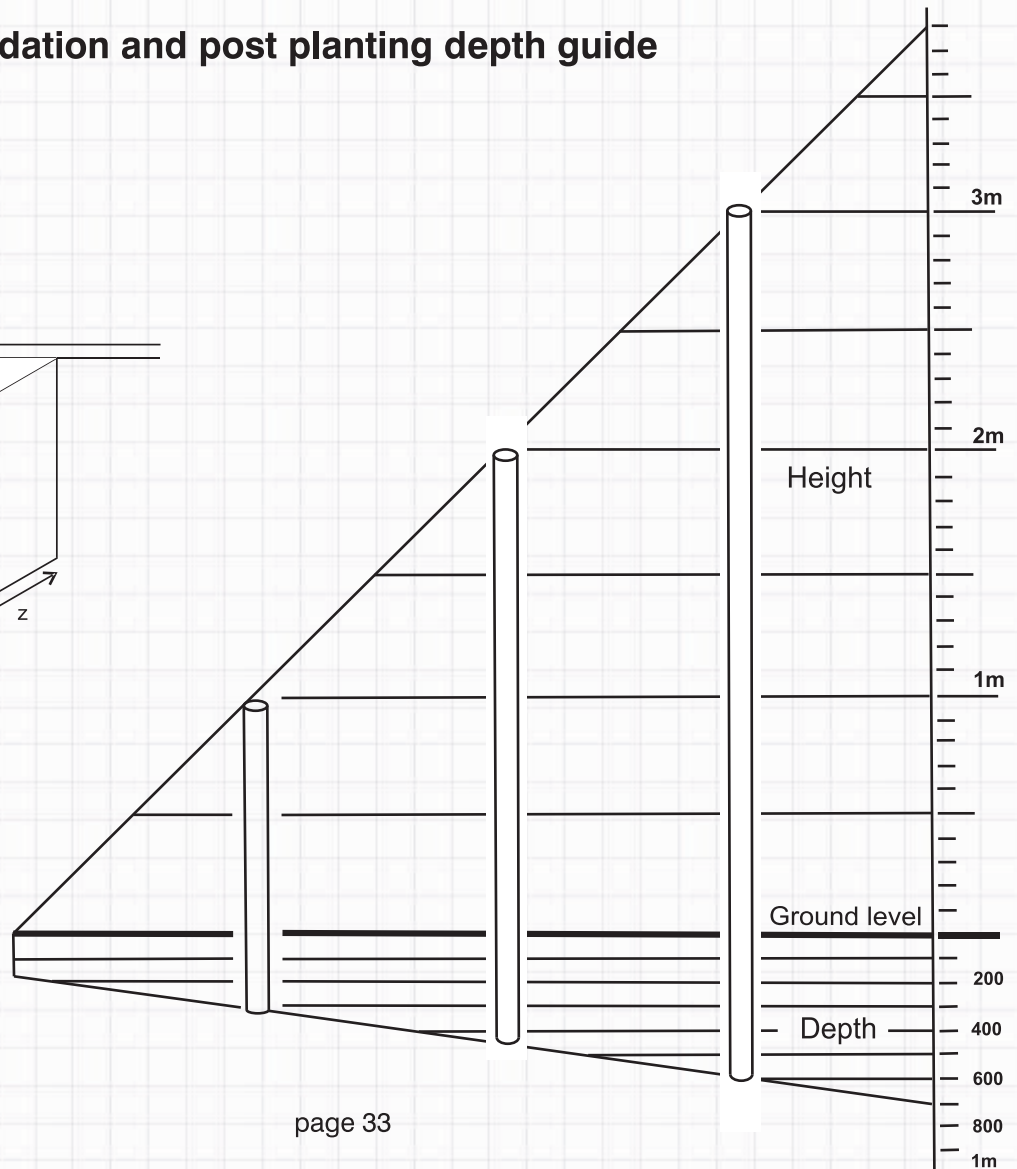 dation and post planting depth guide
3m
2m
Height
z
1m
Ground level
200
Depth
400
600
page 33
800
1m